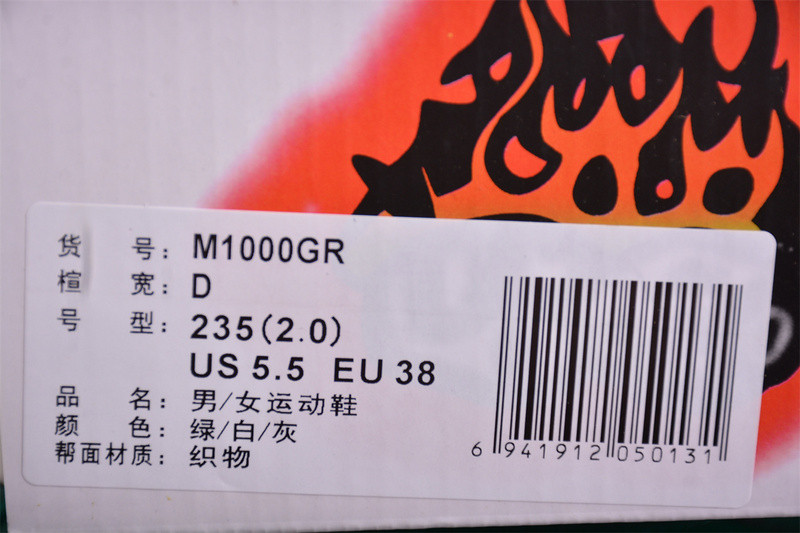 货 号： M1000GR
楦 宽： D
号 型： 235(2.0)
US 5.5 EU 38
品 名： 男/女运动鞋
颜 色： 绿/白/灰
帮面材质： 织物
6 941912 050131